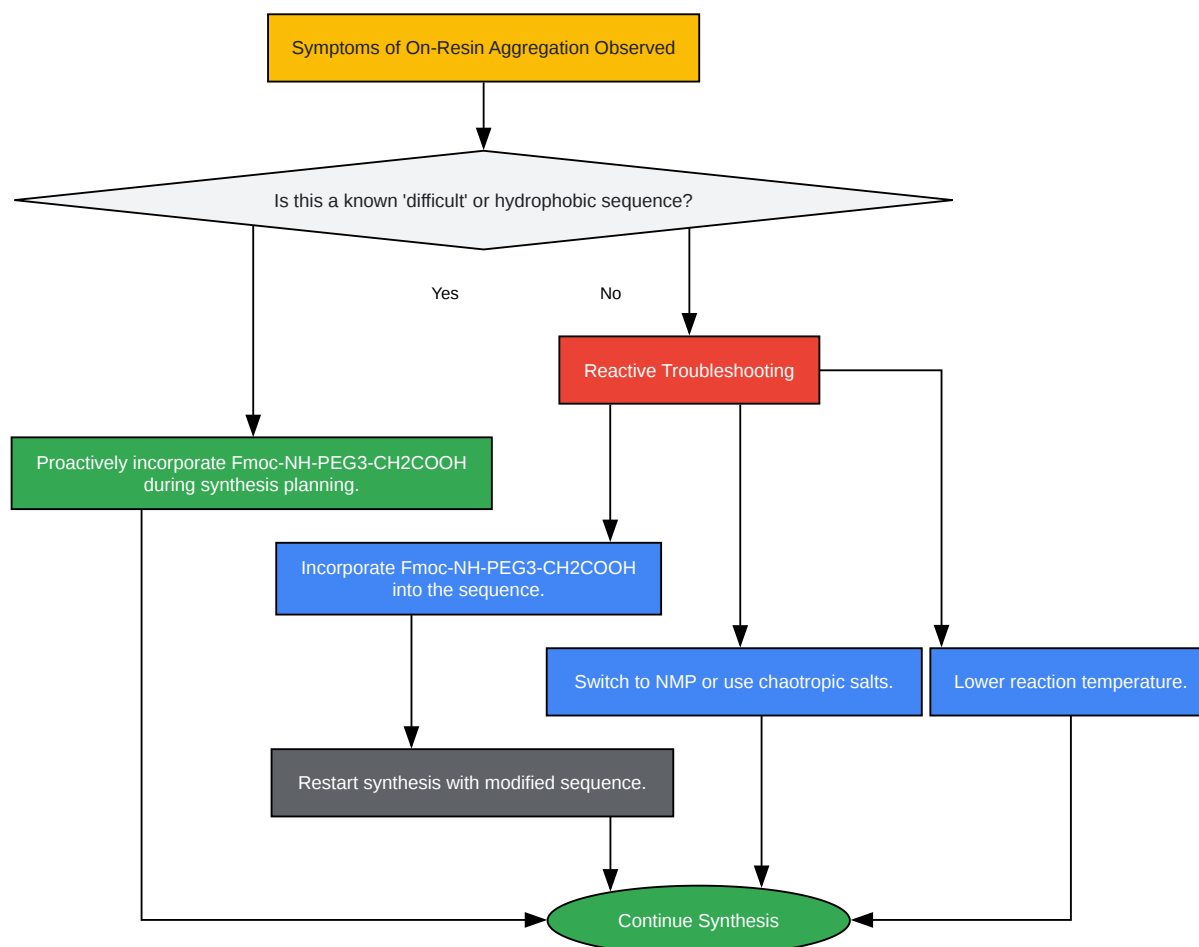 Symptoms of On-Resin Aggregation Observed
Is this a known 'difficult' or hydrophobic sequence?
Yes
No
Reactive Troubleshooting
Proactively incorporate Fmoc-NH-PEG3-CH2COOH
during synthesis planning.
Incorporate Fmoc-NH-PEG3-CH2COOH
into the sequence.
Switch to NMP or use chaotropic salts.
Lower reaction temperature.
Restart synthesis with modified sequence.
Continue Synthesis